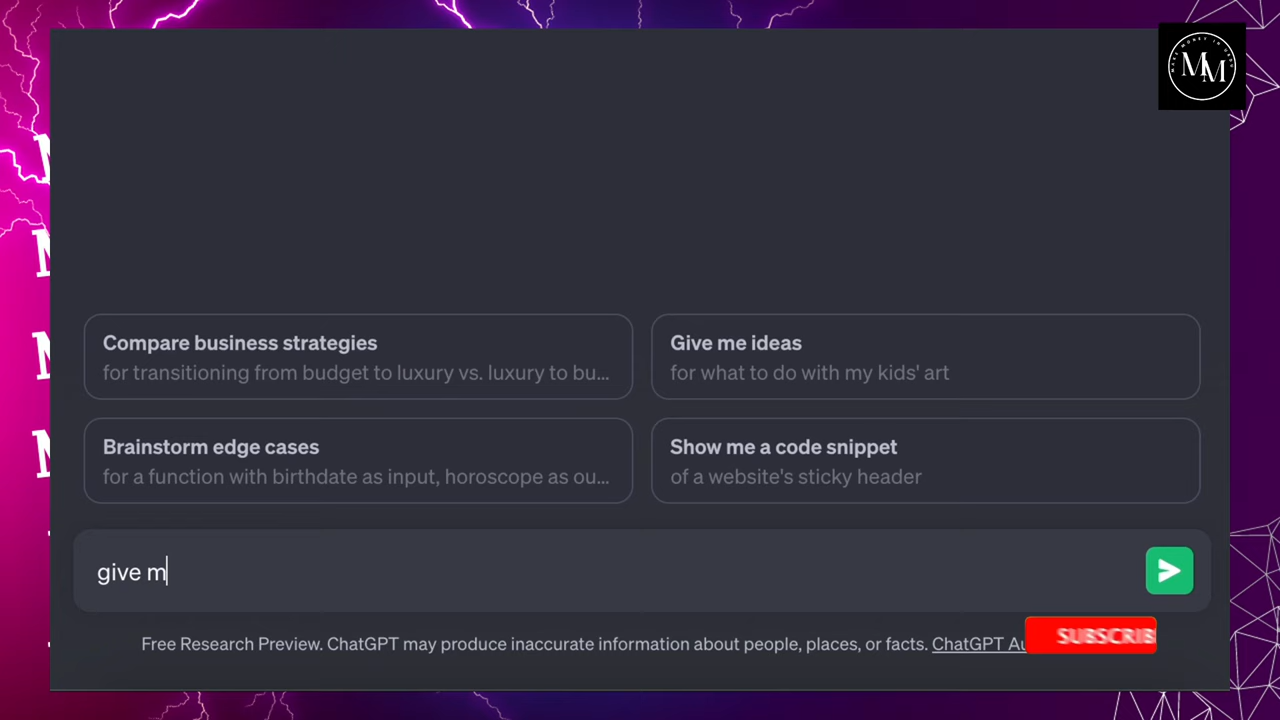 MM
Compare business strategies
for transitioning from budget to luxury vs. luxury to bu...
Give me ideas
for what to do with my kids' art
Brainstorm edge cases
for a function with birthdate as input, horoscope as ou...
Show me a code snippet
of a website's sticky header
give m
Free Research Preview. ChatGPT may produce inaccurate information about people, places, or facts. ChatGPT Au
SUBSCRIB